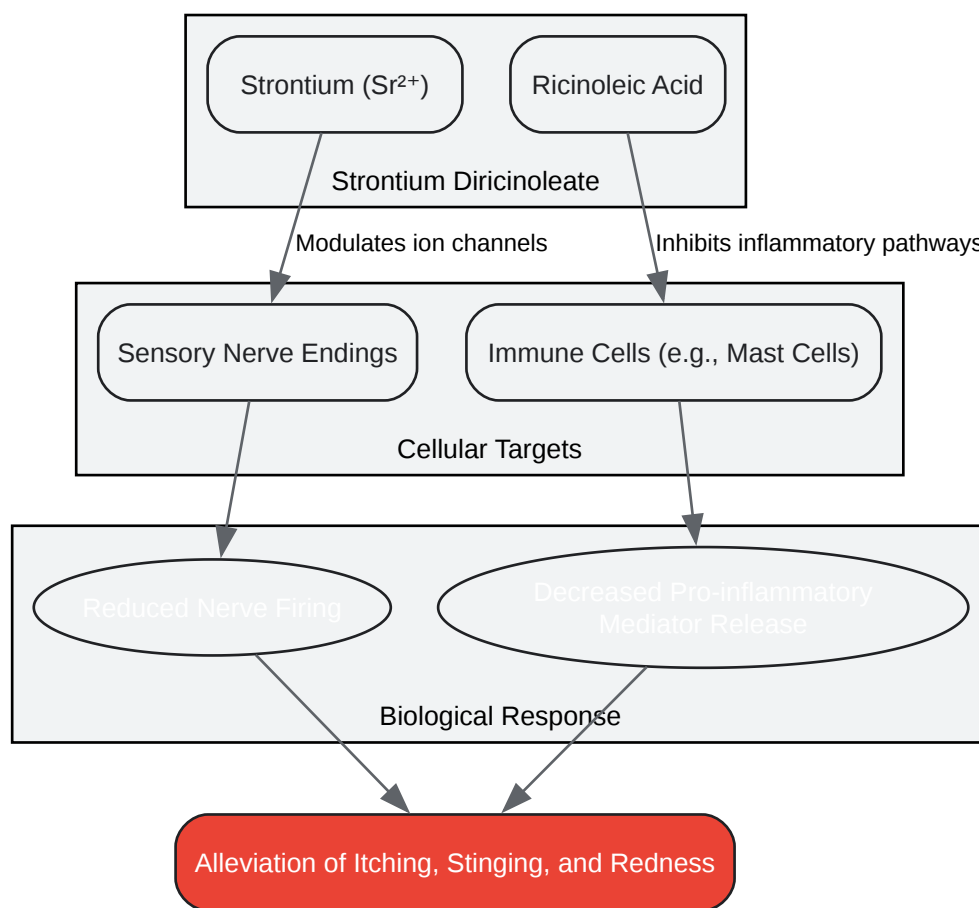 Strontium (Sr²⁺)
Ricinoleic Acid
Strontium Diricinoleate
Modulates ion channels
Inhibits inflammatory pathways
Sensory Nerve Endings
Immune Cells (e.g., Mast Cells)
Cellular Targets
Reduced Nerve Firing
Decreased Pro-inflammatory
Mediator Release
Biological Response
Alleviation of Itching, Stinging, and Redness